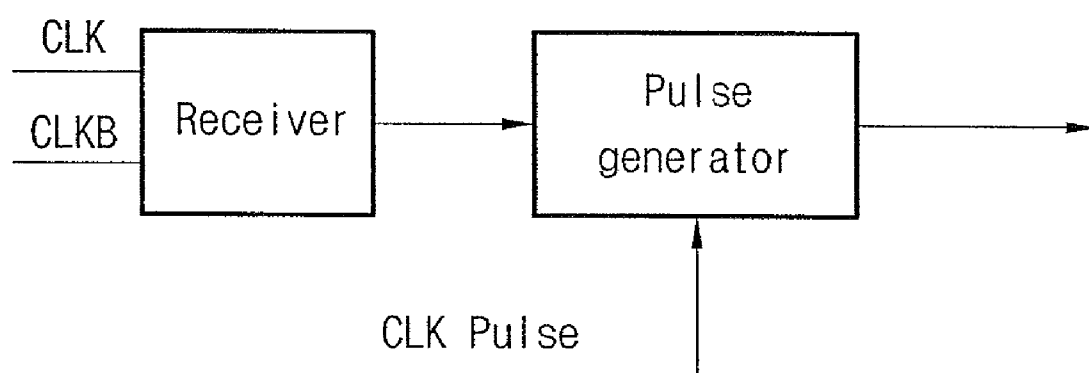 CLK
CLKB
Receiver
Pulse
generator
CLK Pulse